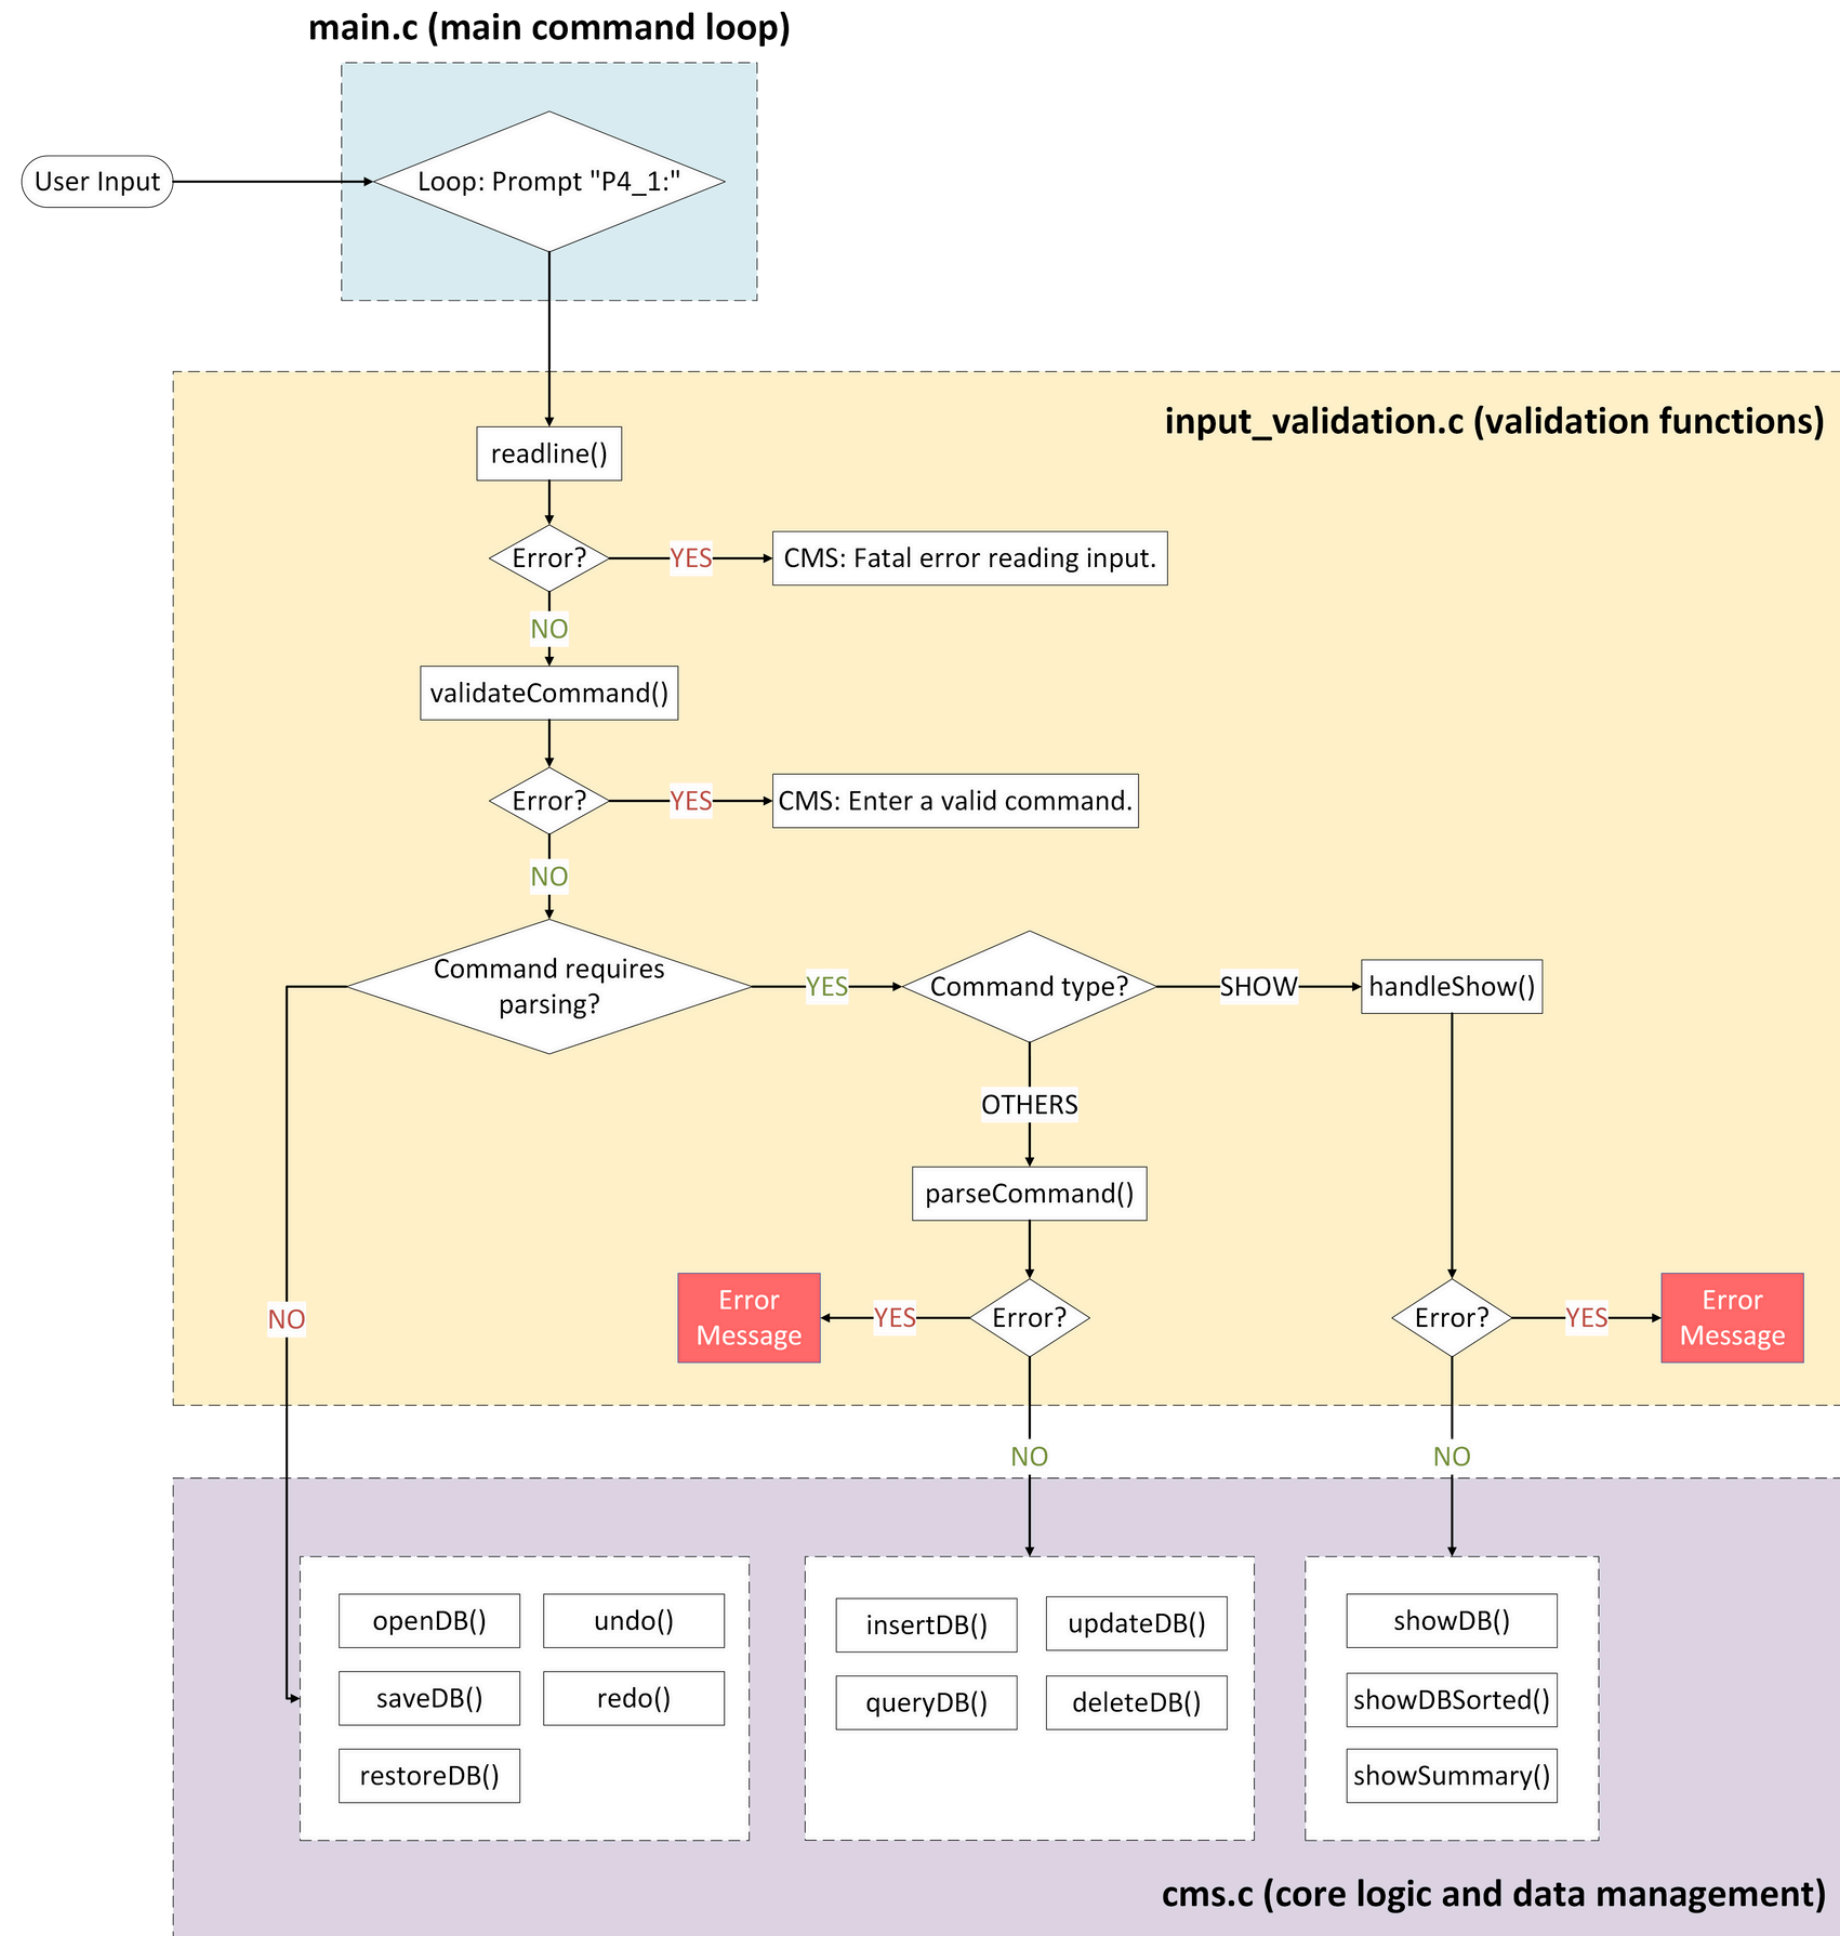 main.c (main command loop)
User Input
Loop: Prompt "P4_1:"
input_validation.c (validation functions)
readline()
Error?
YES
CMS: Fatal error reading input.
NO
validateCommand()
Error?
YES
CMS: Enter a valid command.
NO
Command requires
parsing?
YES
Command type?
SHOW
handleShow()
OTHERS
parseCommand()
NO
Error
Message
YES
Error?
Error?
YES
Error
Message
NO
NO
openDB()
undo()
saveDB()
redo()
restoreDB()
insertDB()
updateDB()
queryDB()
deleteDB()
showDB()
showDBSorted()
showSummary()
cms.c (core logic and data management)